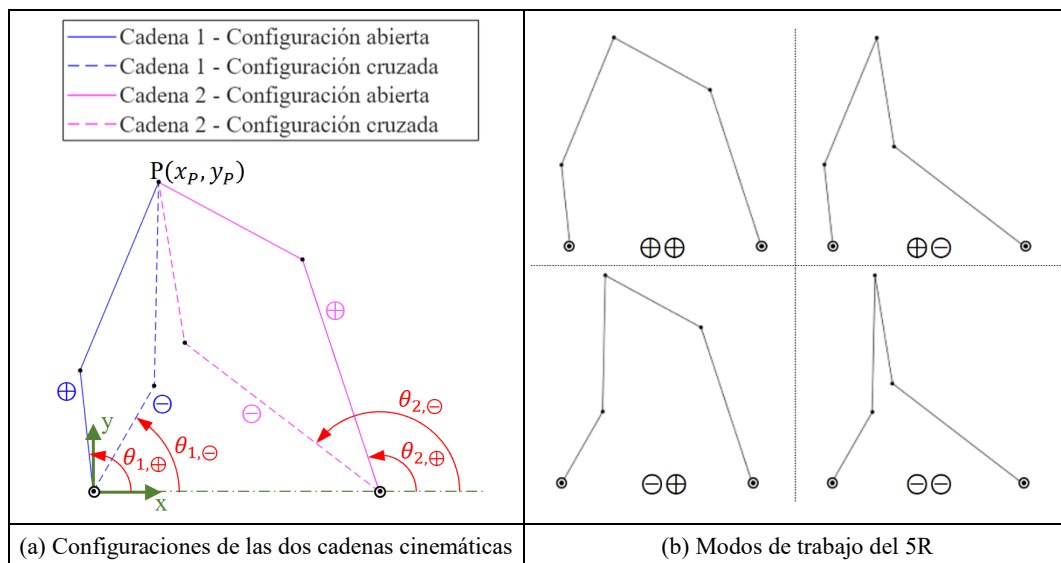 Cadena 1 - Configuración abierta
Cadena 1 - Configuración cruzada
Cadena 2 - Configuración abierta
Cadena 2 - Configuración cruzada
P(x_P, y_P)
⊕
⊖
⊕
⊖
y
x
θ_{1,⊕}
θ_{1,⊖}
θ_{2,⊖}
θ_{2,⊕}
(a) Configuraciones de las dos cadenas cinemáticas
⊕⊕
⊕⊖
⊖⊕
⊖⊖
(b) Modos de trabajo del 5R